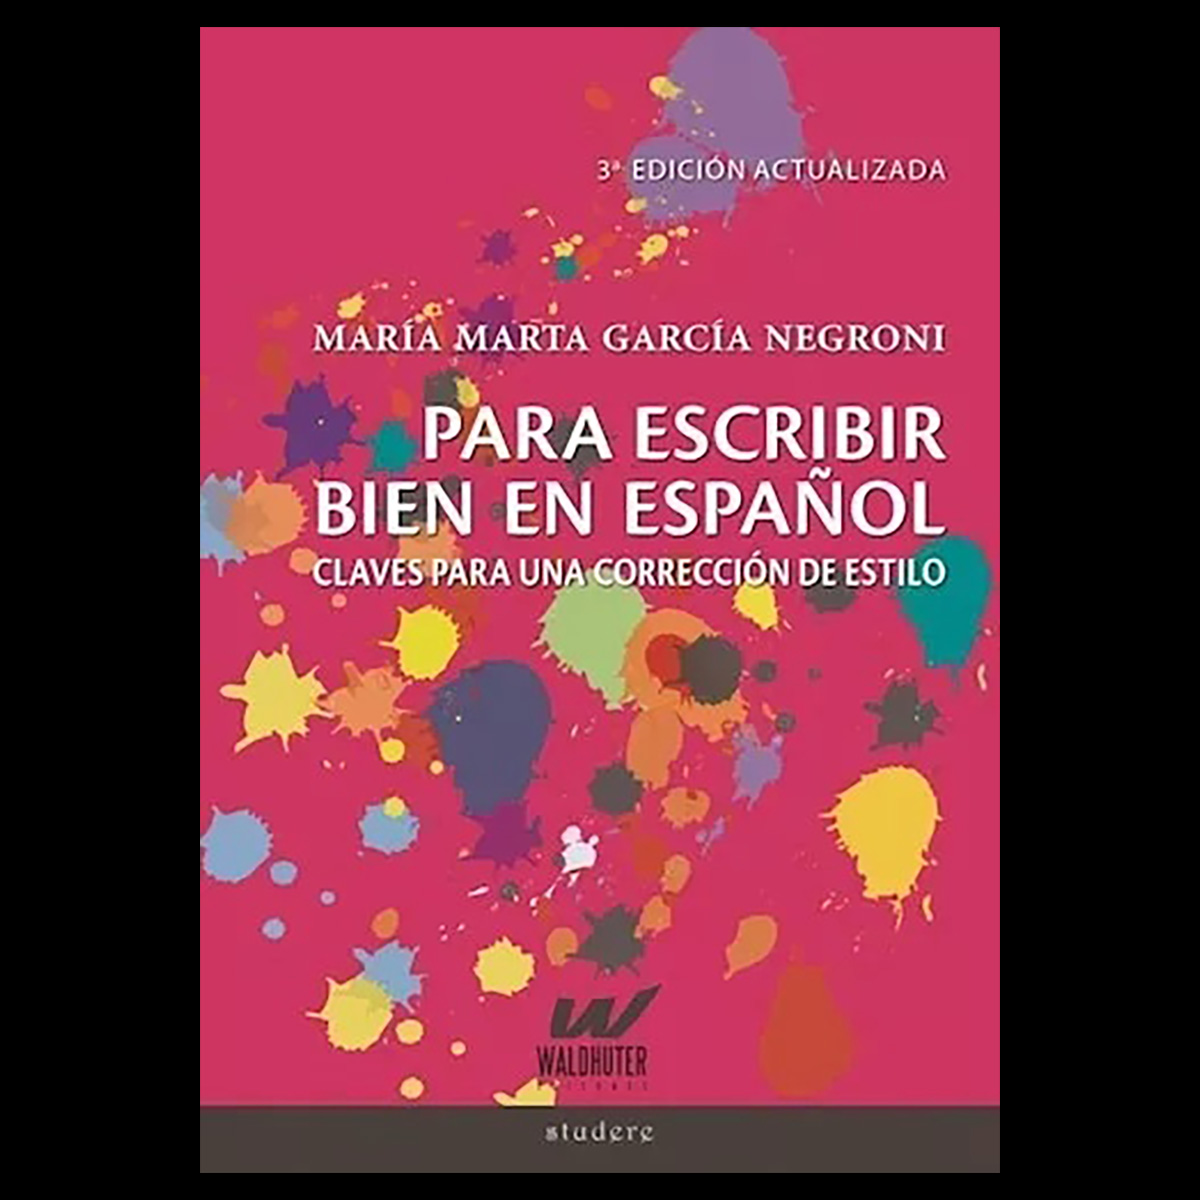 3ª EDICIÓN ACTUALIZADA
MARÍA MARTA GARCÍA NEGRONI
PARA ESCRIBIR
BIEN EN ESPAÑOL
CLAVES PARA UNA CORRECCIÓN DE ESTILO
WALDHUTER
studere